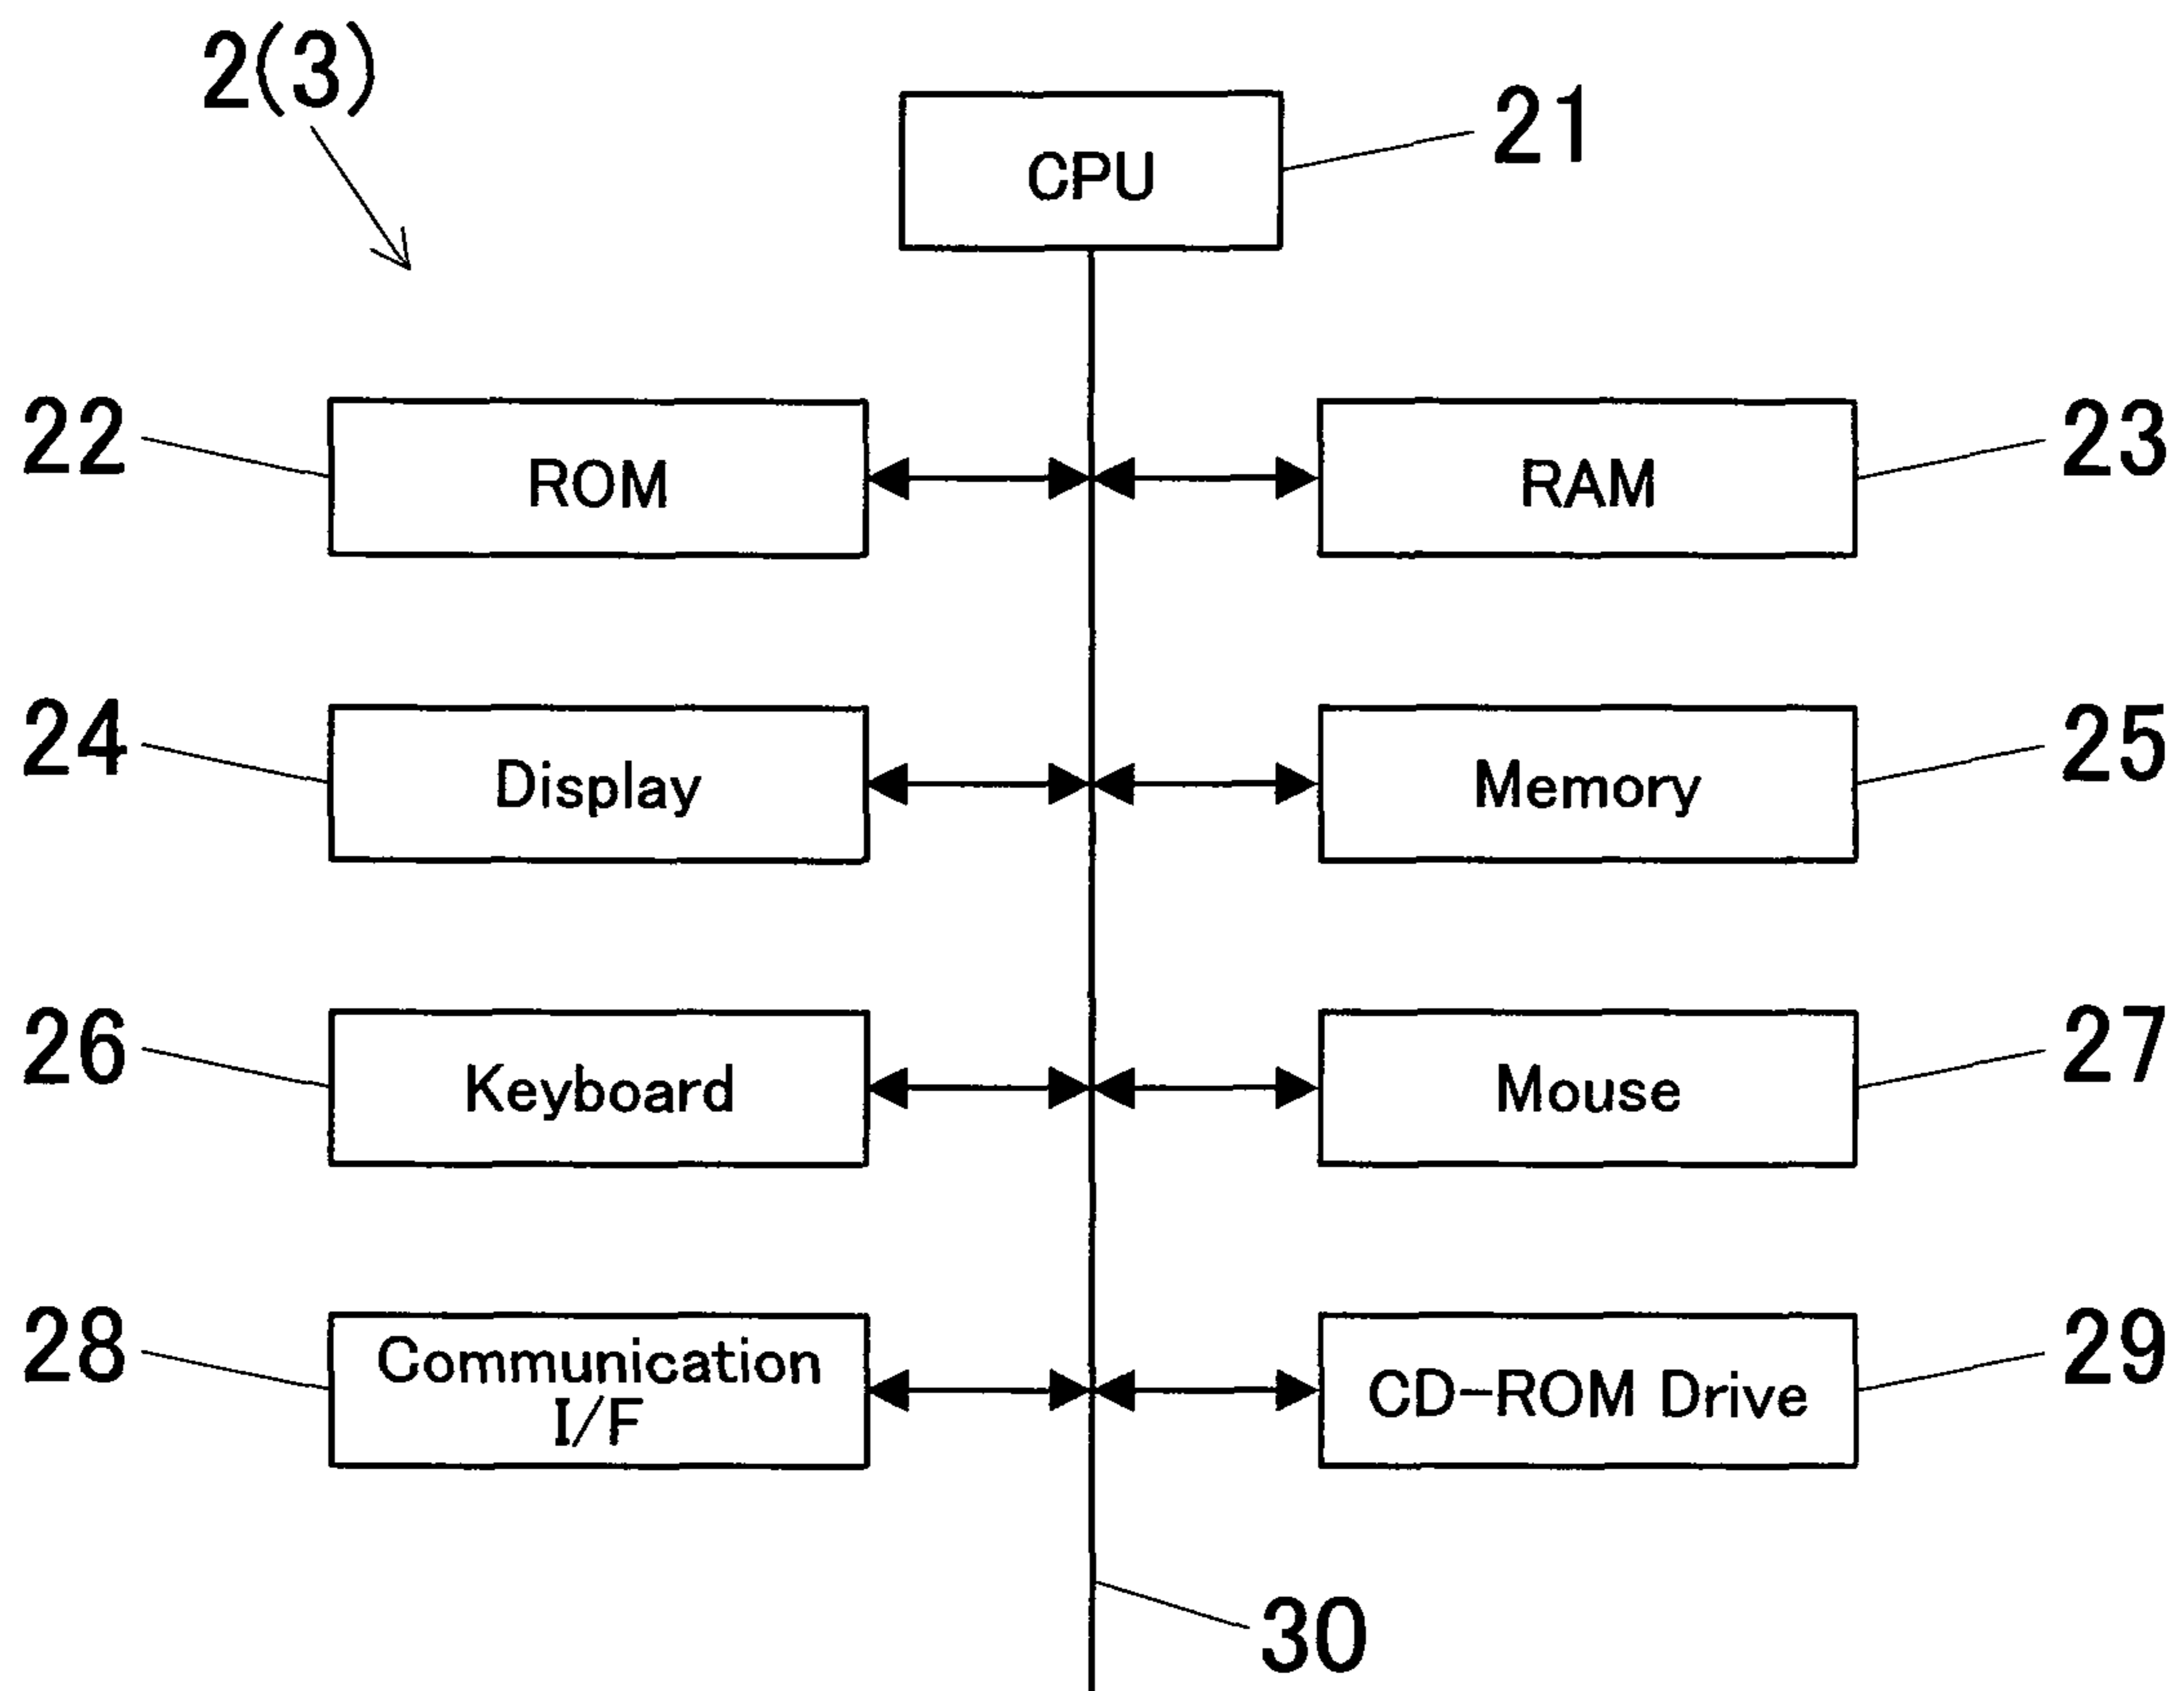 2(3)
CPU
21
22
ROM
RAM
23
24
Display
Memory
25
26
Keyboard
Mouse
27
28
Communication
I/F
CD-ROM Drive
29
30